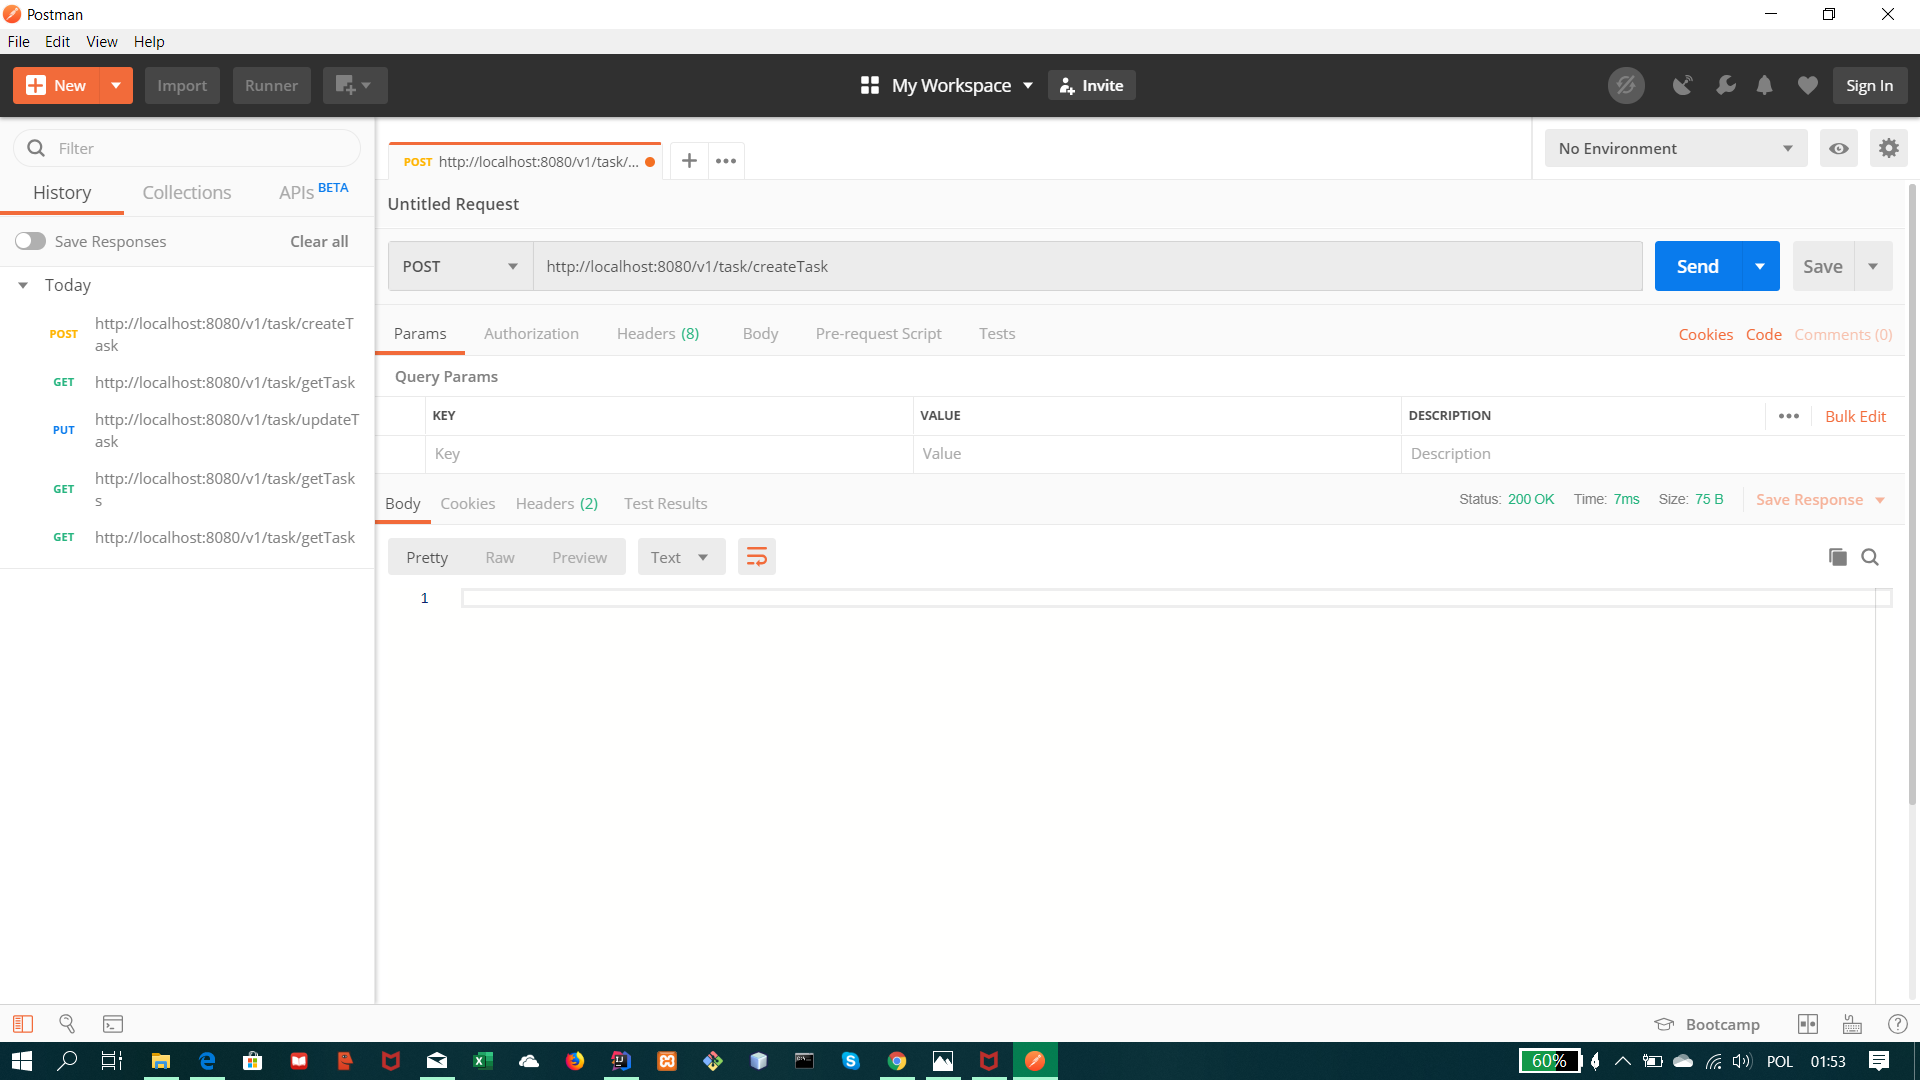 Postman
File Edit View Help
New Import Runner My Workspace Invite Sign In
Filter
History Collections APIs BETA
Save Responses Clear all
Today
POST http://localhost:8080/v1/task/createT
ask
GET http://localhost:8080/v1/task/getTask
PUT http://localhost:8080/v1/task/updateT
ask
GET http://localhost:8080/v1/task/getTask
s
GET http://localhost:8080/v1/task/getTask
POST http://localhost:8080/v1/task/... No Environment
Untitled Request
POST http://localhost:8080/v1/task/createTask Send Save
Params Authorization Headers (8) Body Pre-request Script Tests Cookies Code Comments (0)
Query Params
KEY VALUE DESCRIPTION Bulk Edit
Key Value Description
Body Cookies Headers (2) Test Results Status: 200 OK Time: 7ms Size: 75 B Save Response
Pretty Raw Preview Text
1
Bootcamp
60% POL 01:53